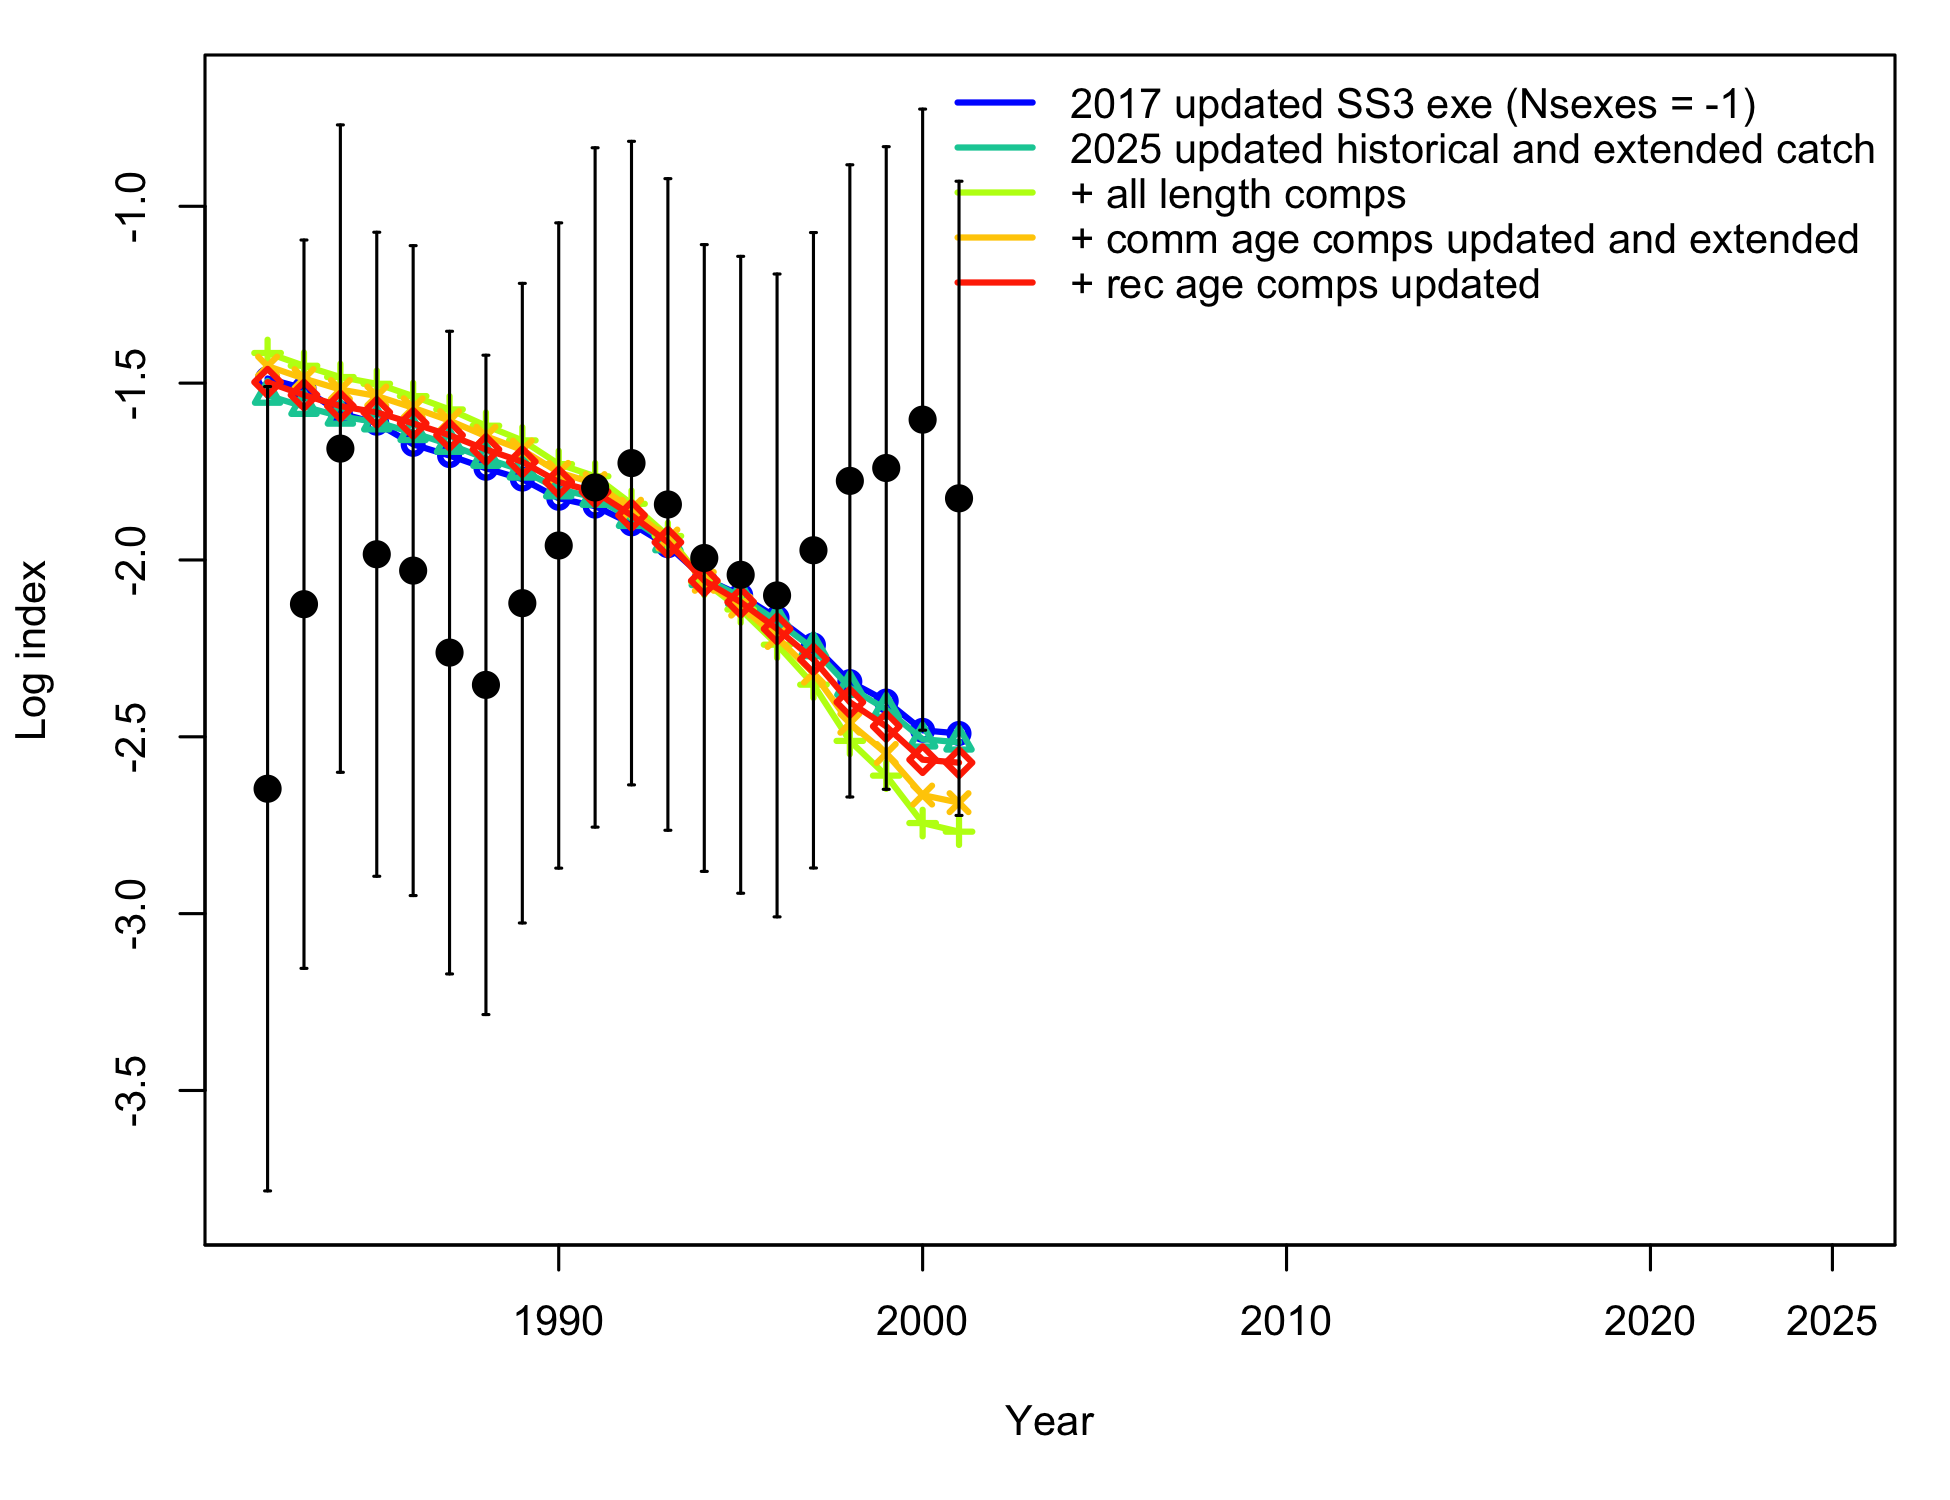 2017 updated SS3 exe (Nsexes = -1)
2025 updated historical and extended catch
+ all length comps
+ comm age comps updated and extended
+ rec age comps updated
-1.0
-1.5
-2.0
-2.5
-3.0
-3.5
Log index
1990 2000 2010 2020 2025
Year